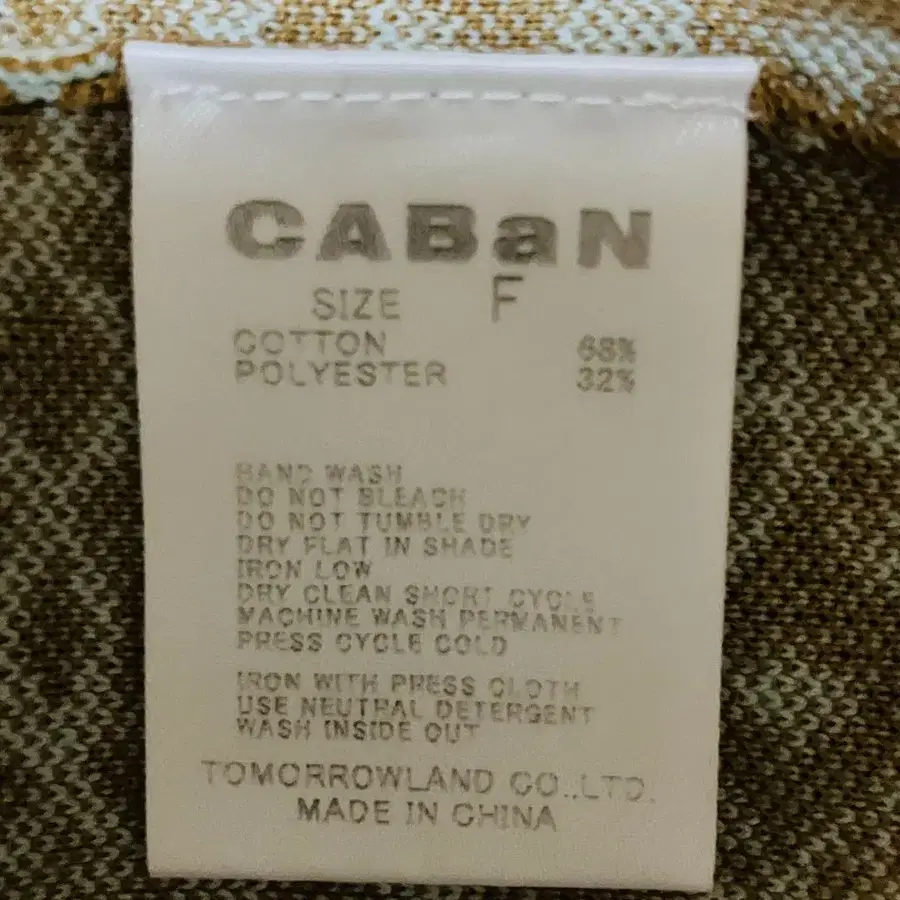 CABaN
SIZE F
COTTON 68%
POLYESTER 32%
HAND WASH
DO NOT BLEACH
DO NOT TUMBLE DRY
DRY FLAT IN SHADE
IRON LOW
DRY CLEAN SHORT CYCLE
MACHINE WASH PERMANENT
PRESS CYCLE COLD
IRON WITH PRESS CLOTH
USE NEUTRAL DETERGENT
WASH INSIDE OUT
TOMORROWLAND CO.,LTD.
MADE IN CHINA